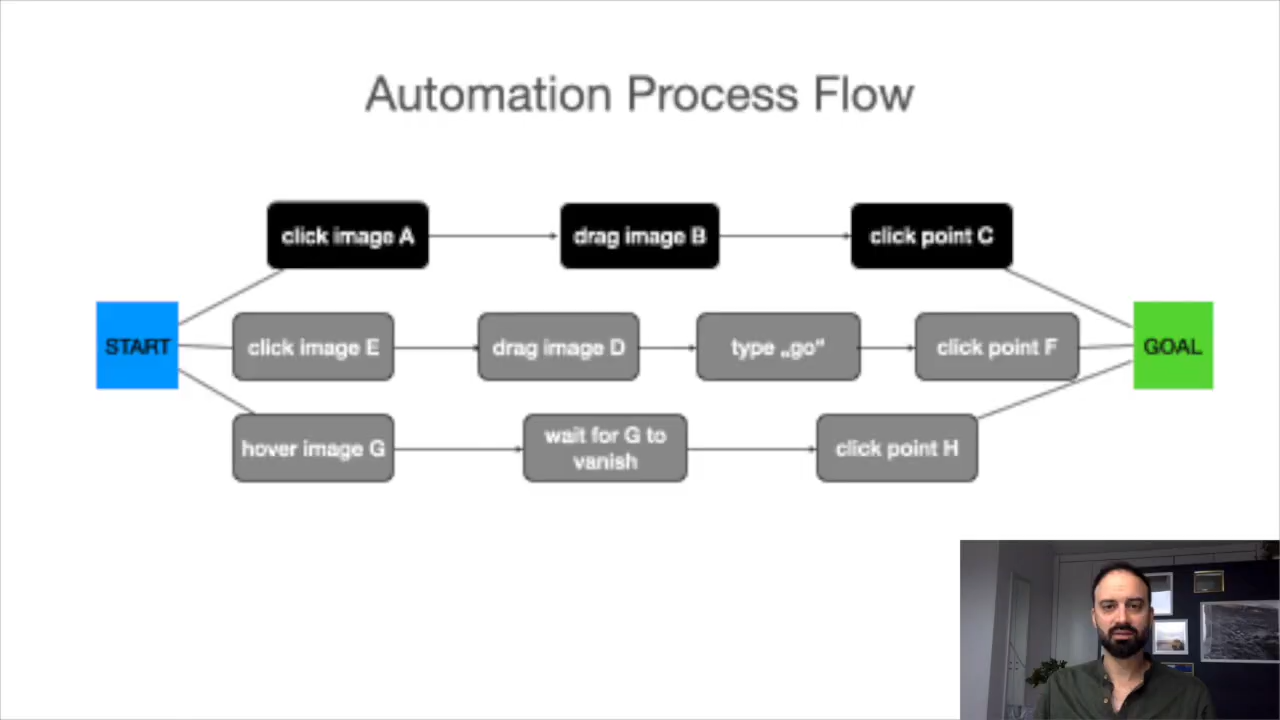 Automation Process Flow
click image A
drag image B
click point C
START
click image E
drag image D
type „go“
click point F
GOAL
hover image G
wait for G to
vanish
click point H